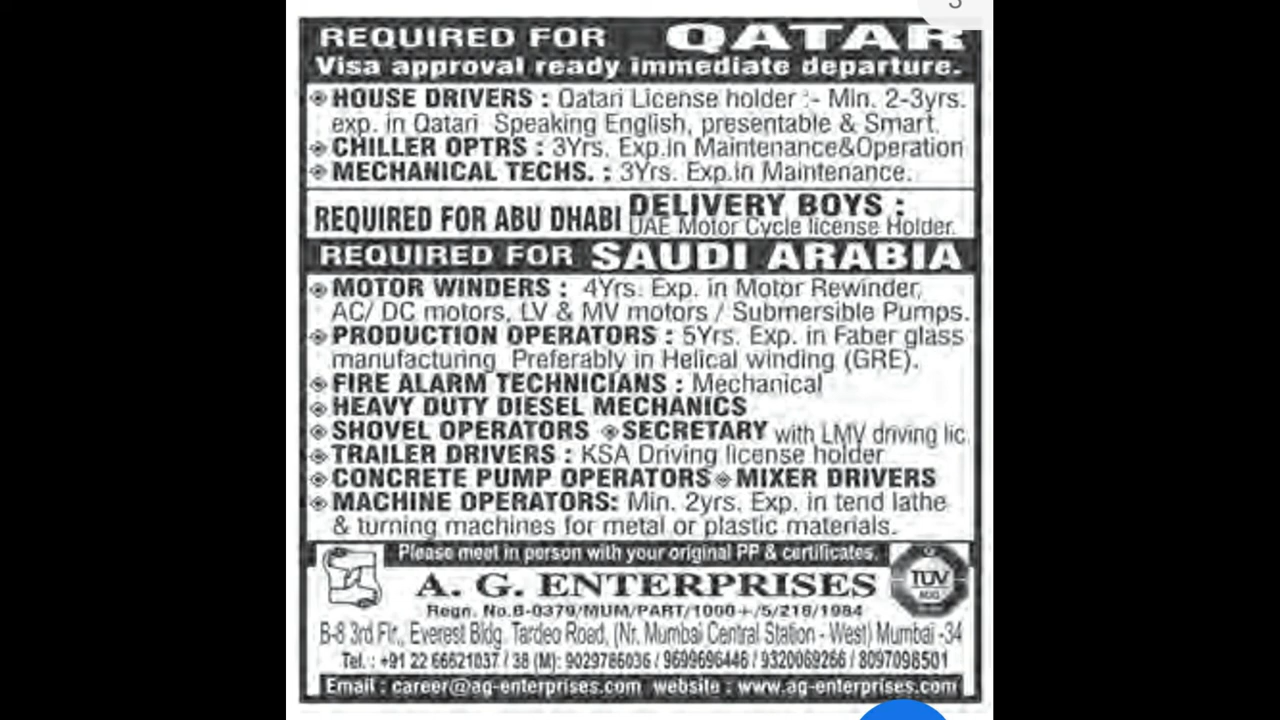 REQUIRED FOR QATAR
Visa approval ready immediate departure.
HOUSE DRIVERS : Qatari License holder :- Min. 2-3yrs.
exp. in Qatari Speaking English, presentable & Smart.
CHILLER OPTRS : 3Yrs. Exp.in Maintenance&Operation
MECHANICAL TECHS. : 3Yrs. Exp.in Maintenance.
REQUIRED FOR ABU DHABI DELIVERY BOYS :
UAE Motor Cycle license Holder.
REQUIRED FOR SAUDI ARABIA
MOTOR WINDERS : 4Yrs. Exp. in Motor Rewinder,
AC/ DC motors, LV & MV motors / Submersible Pumps.
PRODUCTION OPERATORS : 5Yrs. Exp. in Faber glass
manufacturing Preferably in Helical winding (GRE).
FIRE ALARM TECHNICIANS : Mechanical
HEAVY DUTY DIESEL MECHANICS
SHOVEL OPERATORS SECRETARY with LMV driving lic.
TRAILER DRIVERS : KSA Driving license holder
CONCRETE PUMP OPERATORS MIXER DRIVERS
MACHINE OPERATORS: Min. 2yrs. Exp. in tend lathe
& turning machines for metal or plastic materials.
Please meet in person with your original PP & certificates.
A. G. ENTERPRISES
TUV
Regn. No.B-0379/MUM/PART/1000+/5/216/1984
B-8 3rd Flr., Everest Bldg. Tardeo Road, (Nr. Mumbai Central Station - West) Mumbai -34
Tel. : +91 22 66621037 / 38 (M): 9029786036 / 9699696446 / 9320069266 / 8097098501
Email : career@ag-enterprises.com website : www.ag-enterprises.com